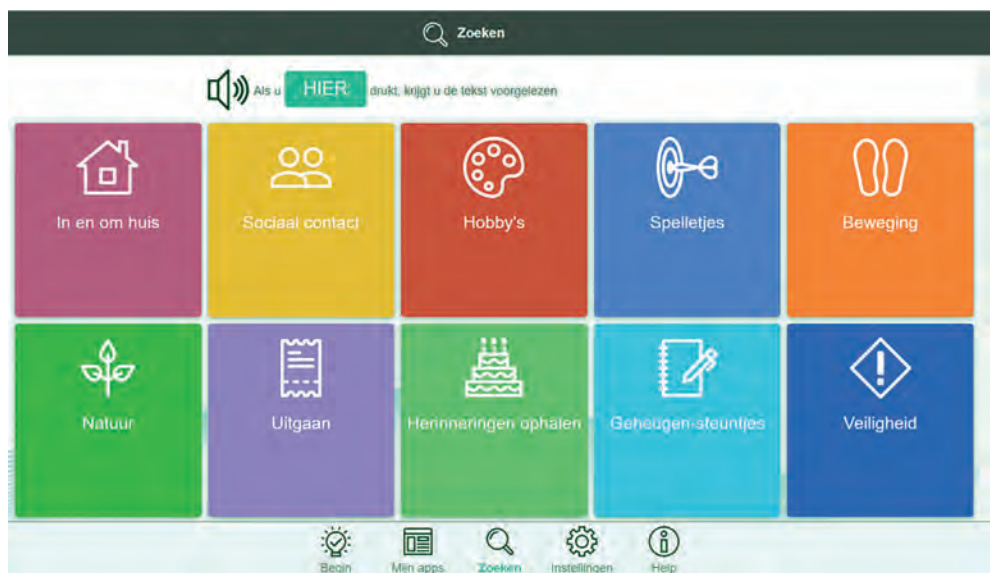 Zoeken
Als u HIER drukt, krijgt u de tekst voorgelezen
In en om huis
Sociaal contact
Hobby's
Spelletjes
Beweging
Natuur
Uitgaan
Herinneringen ophalen
Geheugen-steuntjes
Veiligheid
Begin
Mijn apps
Zoeken
Instellingen
Help